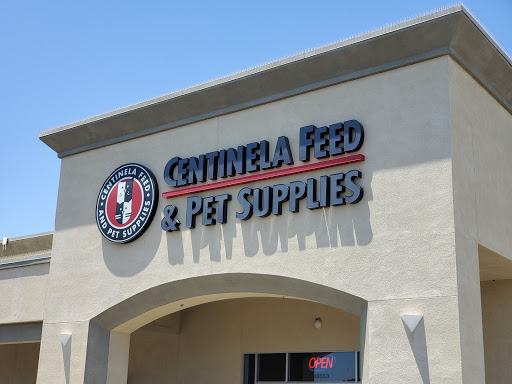 CENTINELA FEED
& PET SUPPLIES
CENTINELA FEED
AND PET SUPPLIES
OPEN